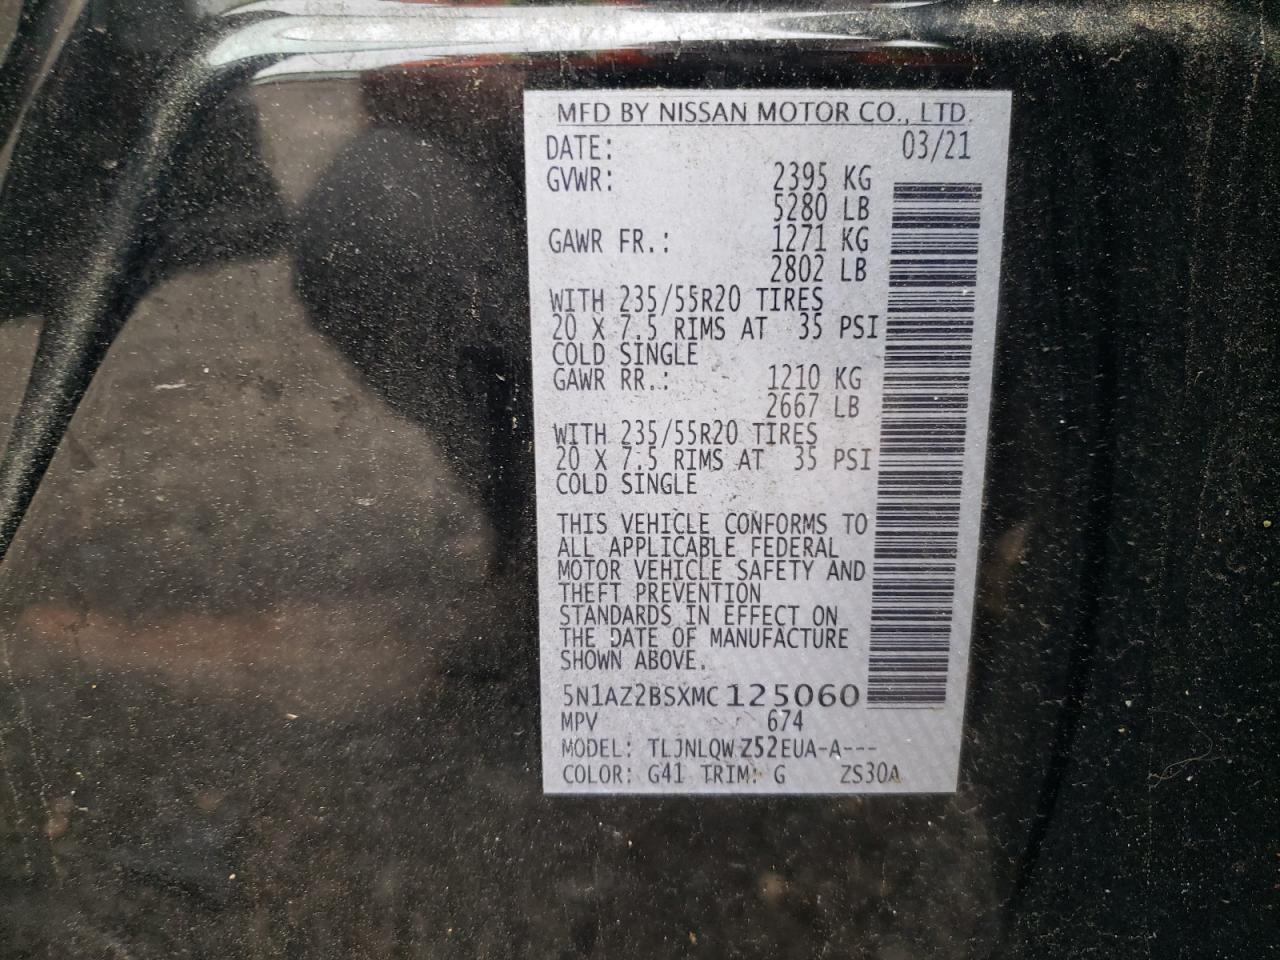 MFD BY NISSAN MOTOR CO., LTD.
DATE: 03/21
GVWR: 2395 KG
5280 LB
GAWR FR.: 1271 KG
2802 LB
WITH 235/55R20 TIRES
20 X 7.5 RIMS AT 35 PSI
COLD SINGLE
GAWR RR.: 1210 KG
2667 LB
WITH 235/55R20 TIRES
20 X 7.5 RIMS AT 35 PSI
COLD SINGLE
THIS VEHICLE CONFORMS TO
ALL APPLICABLE FEDERAL
MOTOR VEHICLE SAFETY AND
THEFT PREVENTION
STANDARDS IN EFFECT ON
THE DATE OF MANUFACTURE
SHOWN ABOVE.
5N1AZ2BSXMC125060
MPV 674
MODEL: TLJNLQWZ52EUA-A---
COLOR: G41 TRIM: G ZS30A